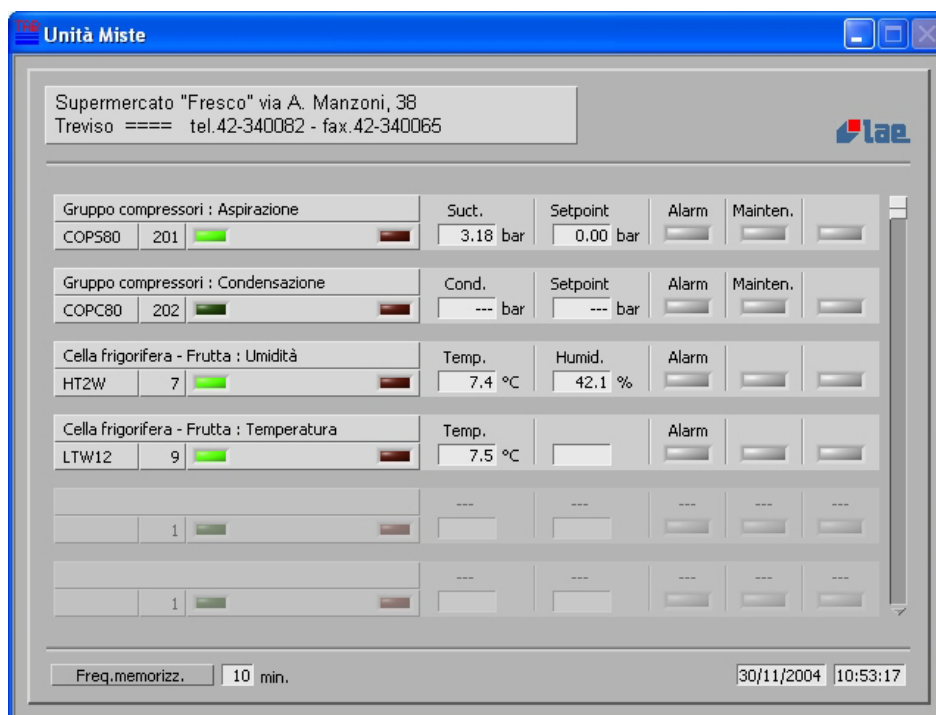 TAB
Unità Miste
Supermercato "Fresco" via A. Manzoni, 38
Treviso ==== tel.42-340082 - fax.42-340065
lae
Gruppo compressori : Aspirazione Suct. Setpoint Alarm Mainten.
COPS80 201 3.18 bar 0.00 bar
Gruppo compressori : Condensazione Cond. Setpoint Alarm Mainten.
COPC80 202 --- bar --- bar
Cella frigorifera - Frutta : Umidità Temp. Humid. Alarm
HT2W 7 7.4 °C 42.1 %
Cella frigorifera - Frutta : Temperatura Temp. Alarm
LTW12 9 7.5 °C
--- --- --- --- ---
1
--- --- --- --- ---
1
Freq.memorizz. 10 min. 30/11/2004 10:53:17